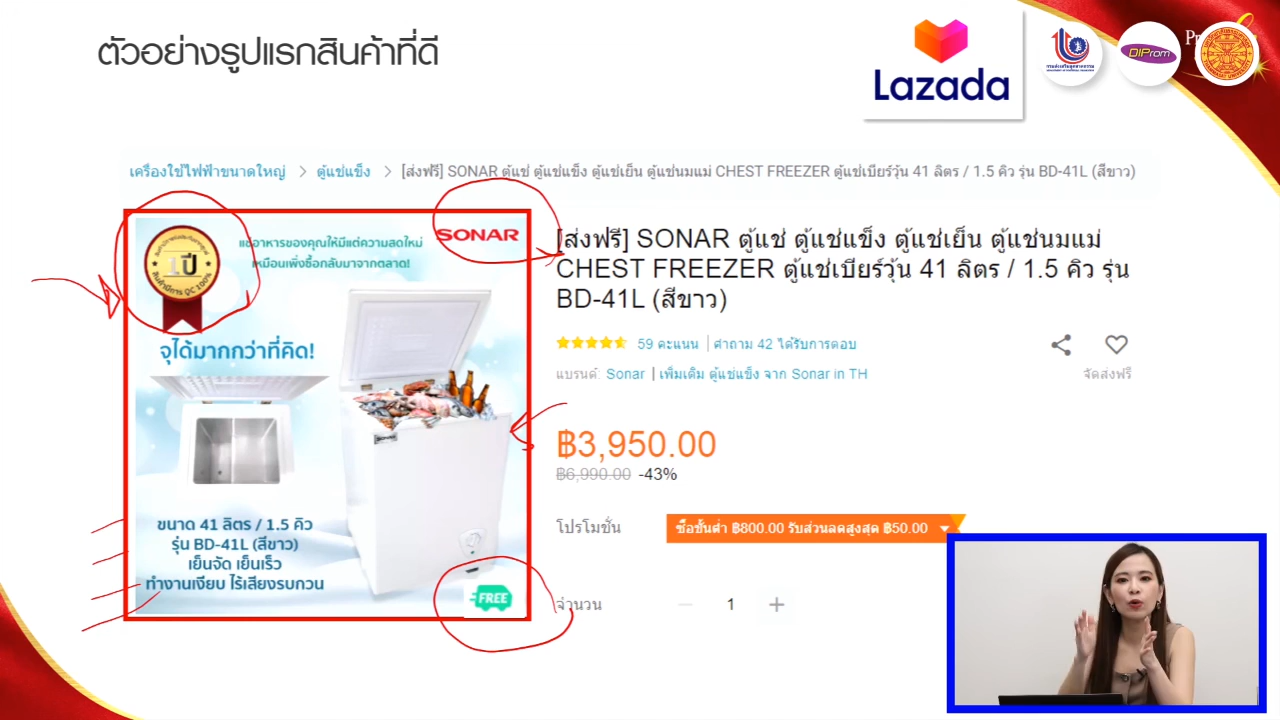 ตัวอย่างรูปแรกสินค้าที่ดี
Lazada
DIProm
เครื่องใช้ไฟฟ้าขนาดใหญ่ > ตู้แช่แข็ง > [ส่งฟรี] SONAR ตู้แช่ ตู้แช่แข็ง ตู้แช่เย็น ตู้แช่นมแม่ CHEST FREEZER ตู้แช่เบียร์วุ้น 41 ลิตร / 1.5 คิว รุ่น BD-41L (สีขาว)
1ปี
สินค้ามีการ QC 100%
แช่อาหารของคุณให้มีแต่ความสดใหม่
เหมือนเพิ่งซื้อกลับมาจากตลาด!
SONAR
จุได้มากกว่าที่คิด!
SONAR
ขนาด 41 ลิตร / 1.5 คิว
รุ่น BD-41L (สีขาว)
เย็นจัด เย็นเร็ว
ทำงานเงียบ ไร้เสียงรบกวน
FREE
[ส่งฟรี] SONAR ตู้แช่ ตู้แช่แข็ง ตู้แช่เย็น ตู้แช่นมแม่
CHEST FREEZER ตู้แช่เบียร์วุ้น 41 ลิตร / 1.5 คิว รุ่น
BD-41L (สีขาว)
59 คะแนน | คำถาม 42 ได้รับการตอบ
แบรนด์: Sonar | เพิ่มเติม ตู้แช่แข็ง จาก Sonar in TH
จัดส่งฟรี
฿3,950.00
฿6,990.00 -43%
โปรโมชั่น
ซื้อขั้นต่ำ ฿800.00 รับส่วนลดสูงสุด ฿50.00
จำนวน
1